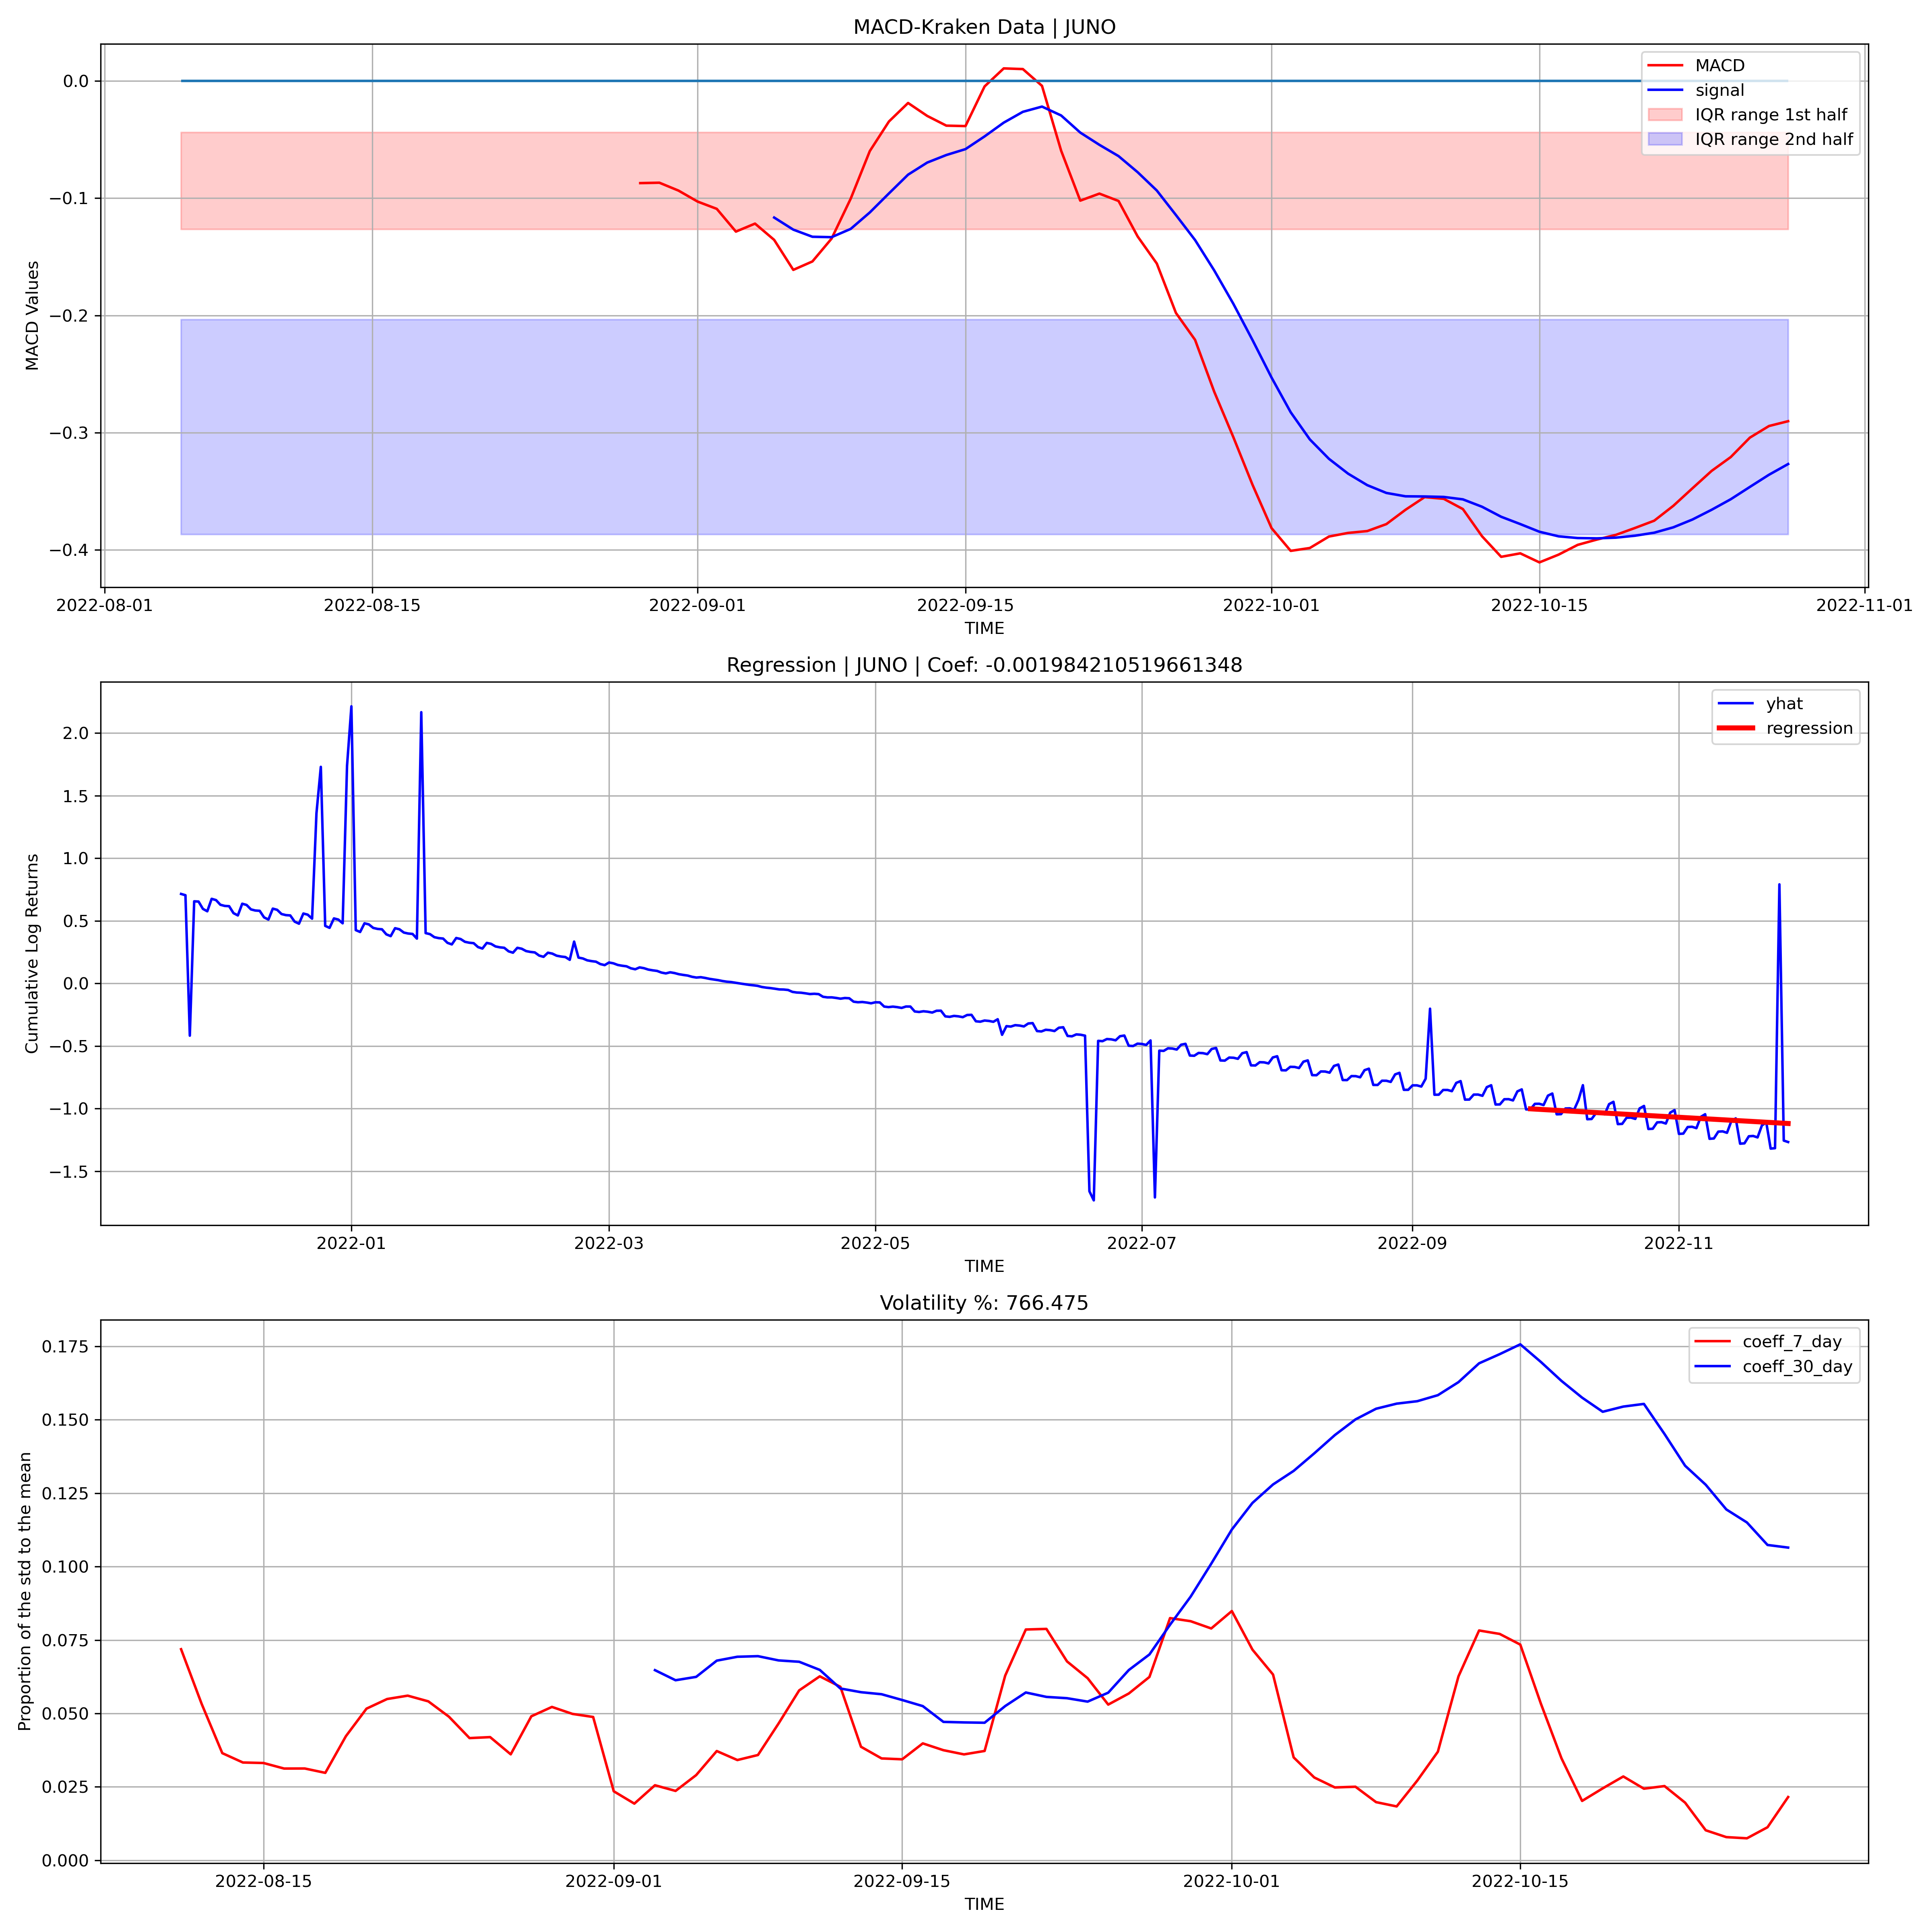 MACD-Kraken Data | JUNO
MACD
signal
IQR range 1st half
IQR range 2nd half
MACD Values
0.0
−0.1
−0.2
−0.3
−0.4
2022-08-01 2022-08-15 2022-09-01 2022-09-15 2022-10-01 2022-10-15 2022-11-01
TIME
Regression | JUNO | Coef: -0.001984210519661348
yhat
regression
Cumulative Log Returns
2.0
1.5
1.0
0.5
0.0
−0.5
−1.0
−1.5
2022-01 2022-03 2022-05 2022-07 2022-09 2022-11
TIME
Volatility %: 766.475
coeff_7_day
coeff_30_day
Proportion of the std to the mean
0.175
0.150
0.125
0.100
0.075
0.050
0.025
0.000
2022-08-15 2022-09-01 2022-09-15 2022-10-01 2022-10-15
TIME